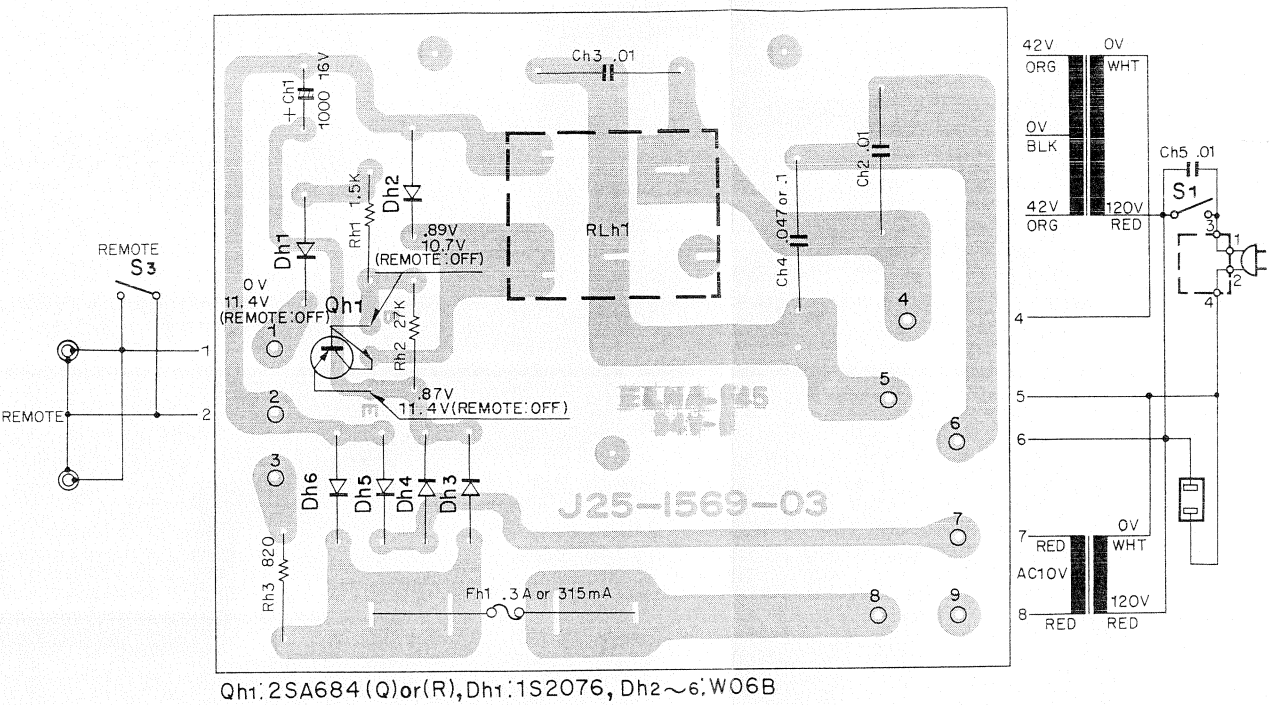 Ch3 .01
42V
ORG
0V
WHT
+Ch1
1000 16V
0V
BLK
Ch5 .01
Rh1 1.5K
Dh2
Ch2 .01
S1
42V
ORG
120V
RED
Dh1
.89V
10.7V
(REMOTE:OFF)
RLh1
Ch4 .047 or .1
3
1
2
4
REMOTE
S3
0V
11.4V
(REMOTE:OFF)
Qh1
B
Rh2 27K
1
4
4
1
5
5
2
REMOTE
2
E
.87V
11.4V(REMOTE:OFF)
6
6
3
Dh6
Dh5
Dh4
Dh3
J25-1569-03
7
7
RED
0V
WHT
AC10V
Rh3 820
Fh1 .3A or 315mA
8
9
8
RED
120V
RED
Qh1:2SA684(Q)or(R),Dh1:1S2076, Dh2~6:W06B